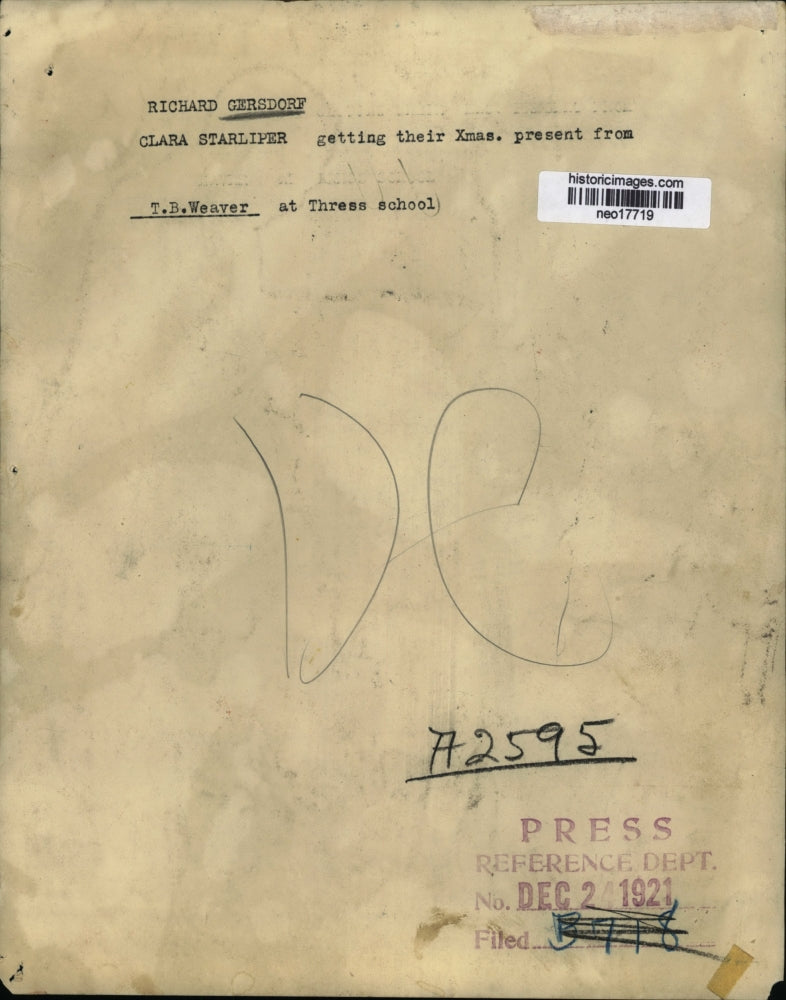 RICHARD GERSDORF
CLARA STARLIPER getting their Xmas. present from
historicimages.com
neo17719
T.B.Weaver at Thress school)
DC
A2595
PRESS
REFERENCE DEPT.
No. DEC 2 1921
Filed